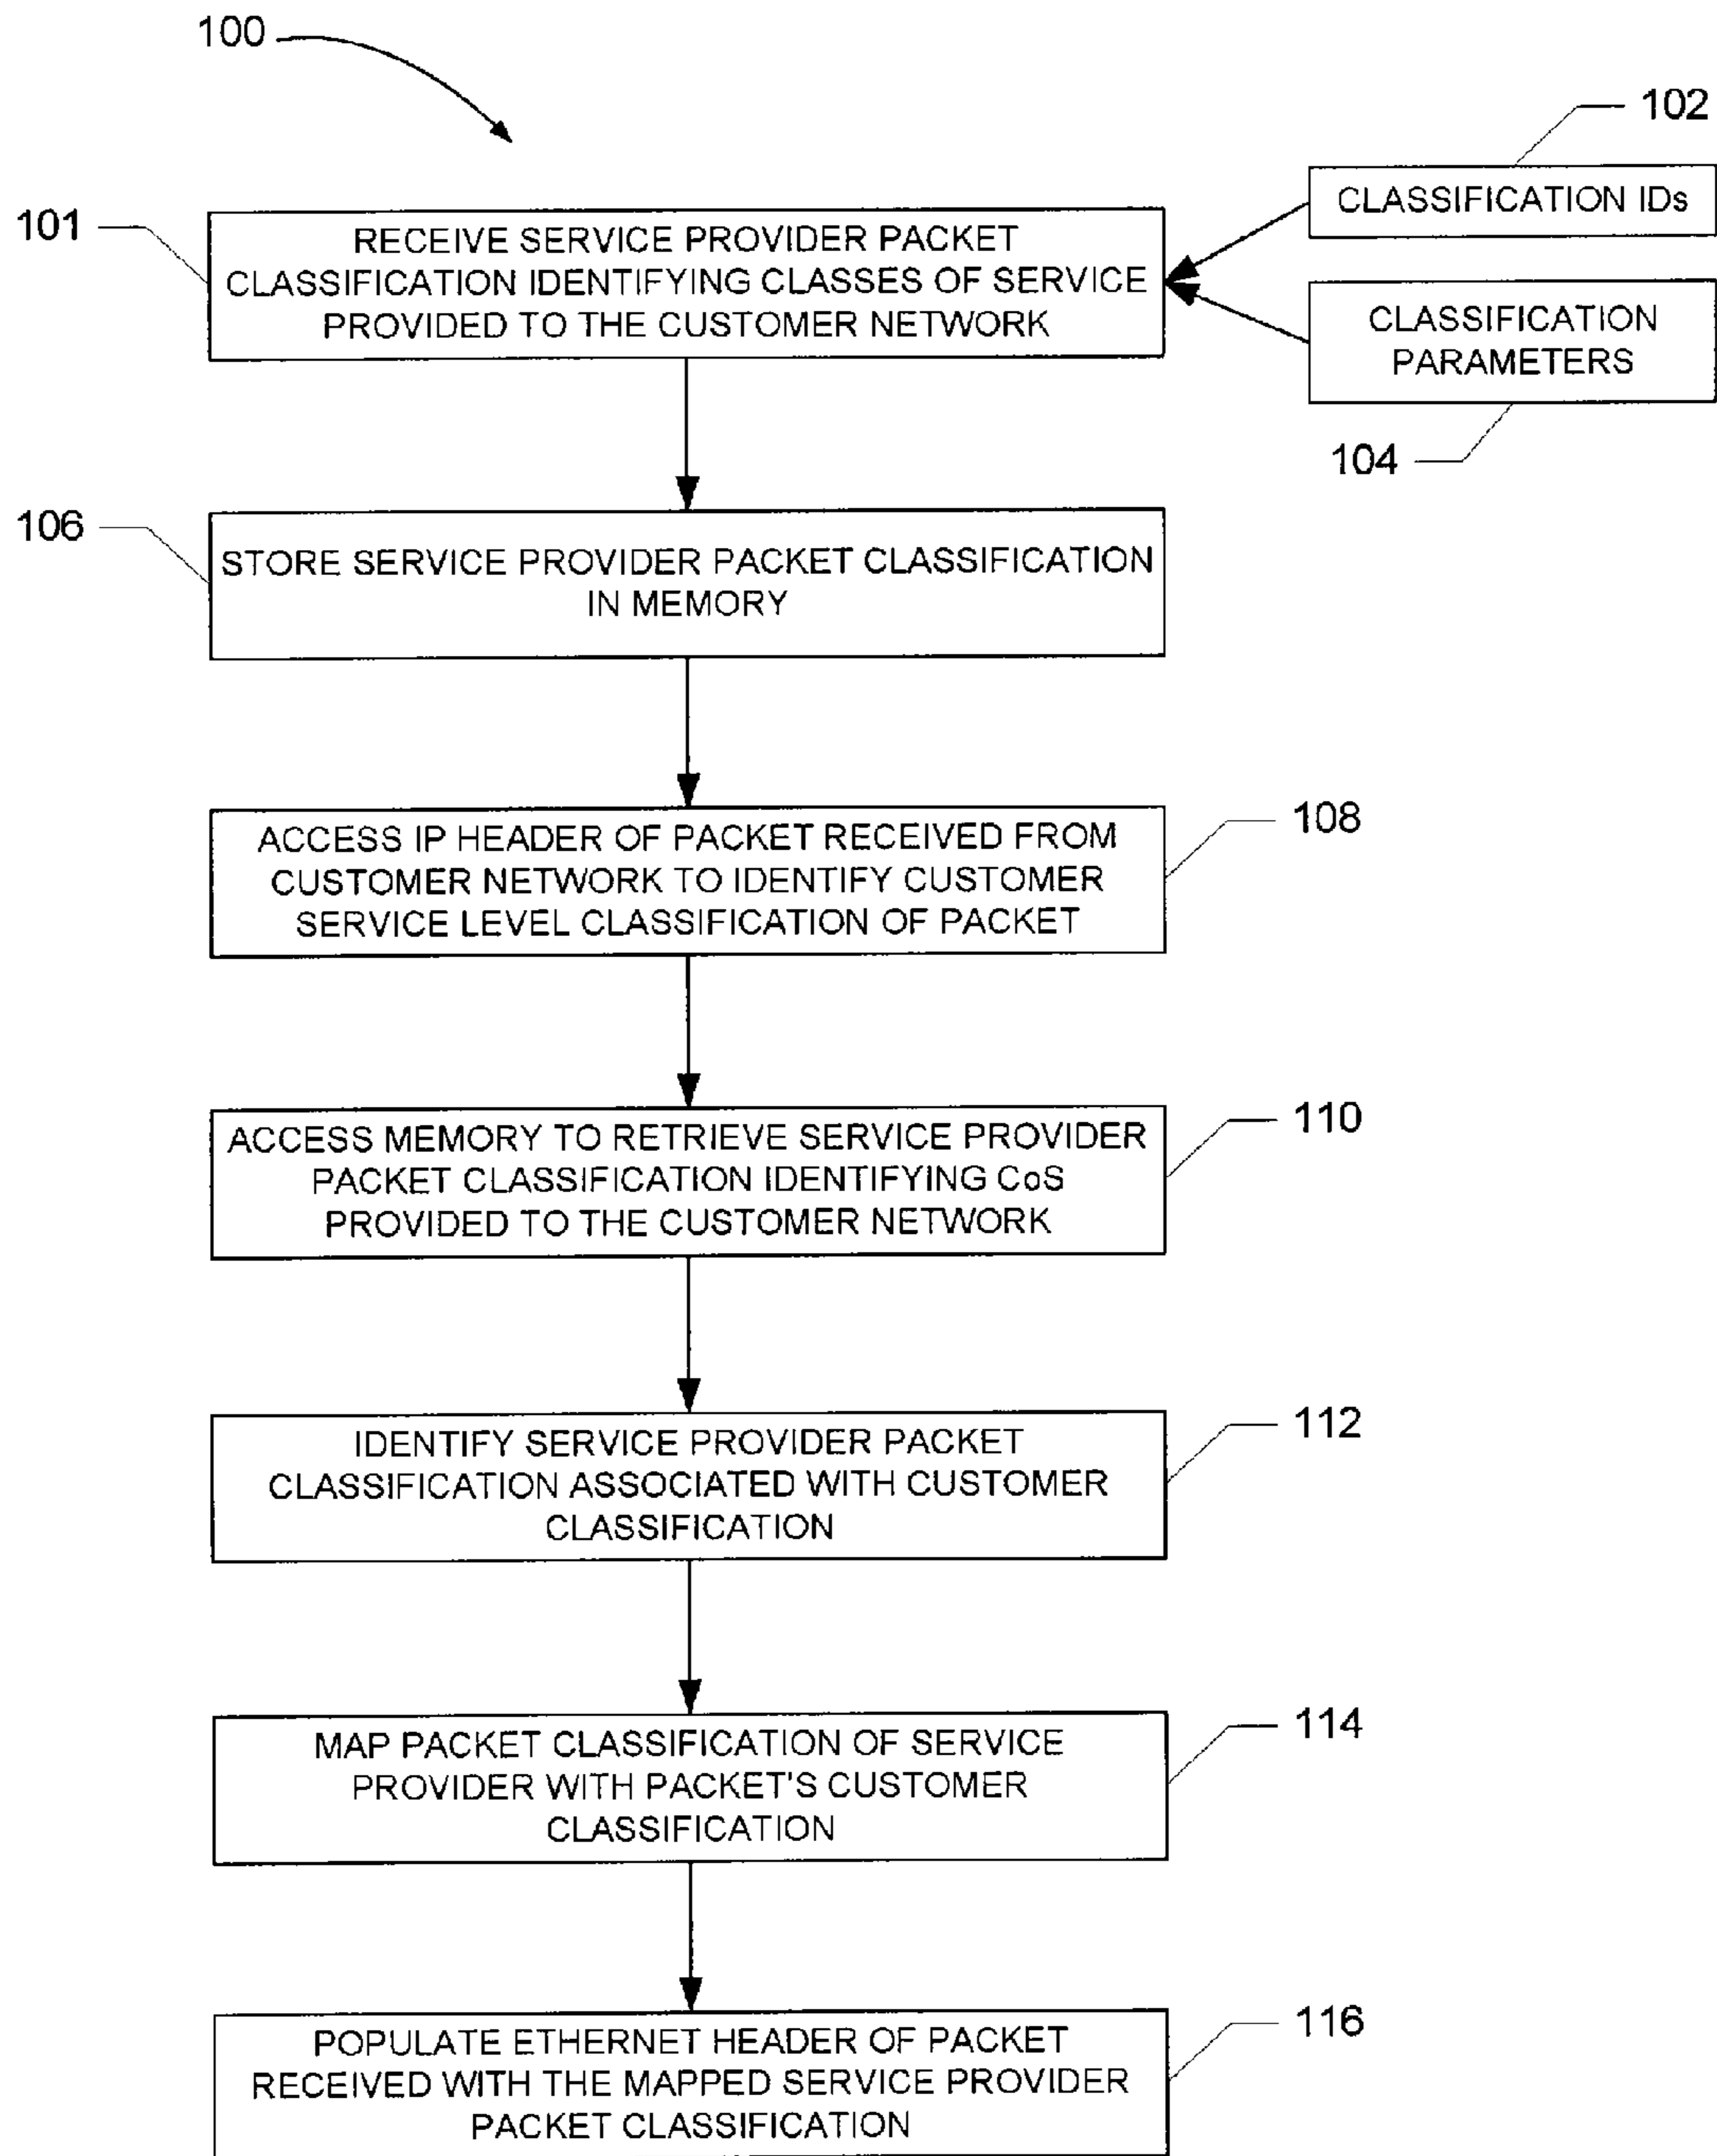 100
102
CLASSIFICATION IDs
101
RECEIVE SERVICE PROVIDER PACKET
CLASSIFICATION IDENTIFYING CLASSES OF SERVICE
PROVIDED TO THE CUSTOMER NETWORK
CLASSIFICATION
PARAMETERS
104
106
STORE SERVICE PROVIDER PACKET CLASSIFICATION
IN MEMORY
108
ACCESS IP HEADER OF PACKET RECEIVED FROM
CUSTOMER NETWORK TO IDENTIFY CUSTOMER
SERVICE LEVEL CLASSIFICATION OF PACKET
110
ACCESS MEMORY TO RETRIEVE SERVICE PROVIDER
PACKET CLASSIFICATION IDENTIFYING CoS
PROVIDED TO THE CUSTOMER NETWORK
112
IDENTIFY SERVICE PROVIDER PACKET
CLASSIFICATION ASSOCIATED WITH CUSTOMER
CLASSIFICATION
114
MAP PACKET CLASSIFICATION OF SERVICE
PROVIDER WITH PACKET'S CUSTOMER
CLASSIFICATION
116
POPULATE ETHERNET HEADER OF PACKET
RECEIVED WITH THE MAPPED SERVICE PROVIDER
PACKET CLASSIFICATION